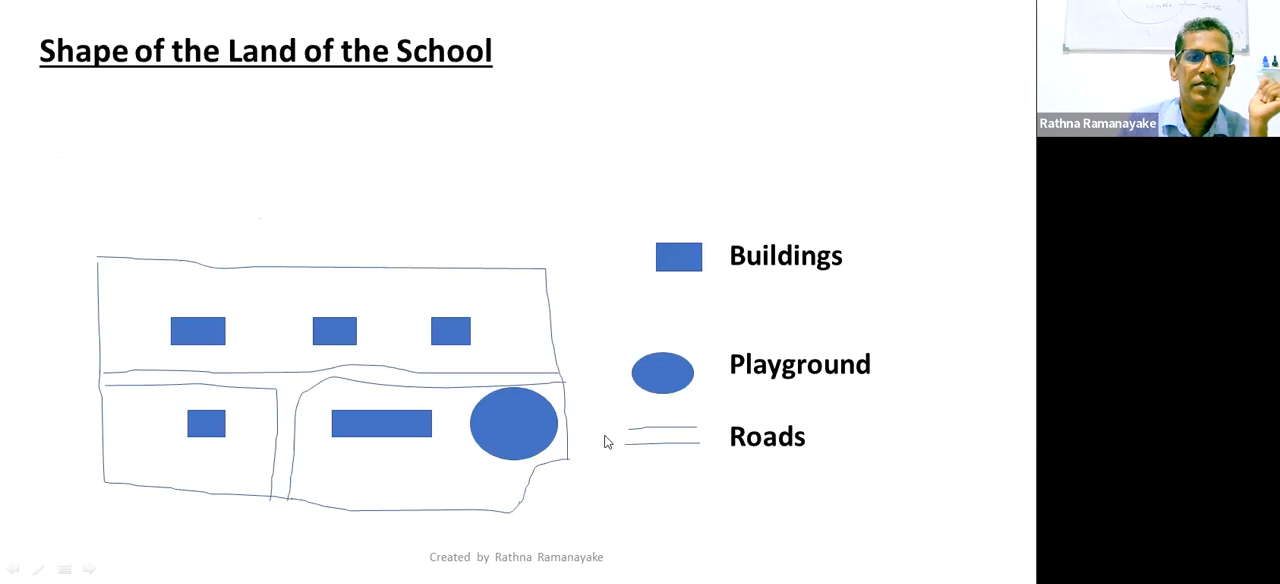 Shape of the Land of the School
Rathna Ramanayake
Buildings
Playground
Roads
Created by Rathna Ramanayake